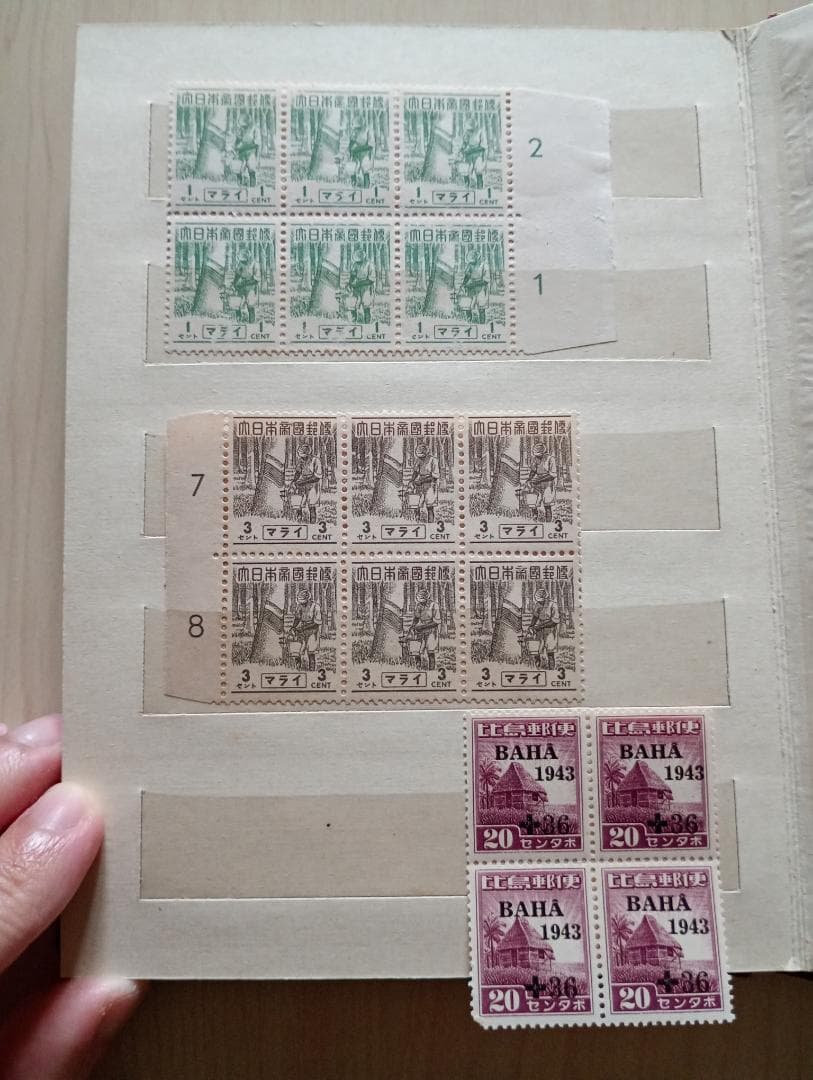 大日本帝國郵便 大日本帝國郵便 大日本帝國郵便
1 マライ 1 1 マライ 1 1 マライ 1
セント CENT セント CENT セント CENT
2
大日本帝國郵便 大日本帝國郵便 大日本帝國郵便
1 マライ 1 1 マライ 1 1 マライ 1
セント CENT セント CENT セント CENT
1
7
大日本帝國郵便 大日本帝國郵便 大日本帝國郵便
3 マライ 3 3 マライ 3 3 マライ 3
セント CENT セント CENT セント CENT
8
大日本帝國郵便 大日本帝國郵便 大日本帝國郵便
3 マライ 3 3 マライ 3 3 マライ 3
セント CENT セント CENT セント CENT
比島郵便 比島郵便
BAHÂ BAHÂ
1943 1943
+36 +36
20 センタボ 20 センタボ
比島郵便 比島郵便
BAHÂ BAHÂ
1943 1943
+36 +36
20 センタボ 20 センタボ